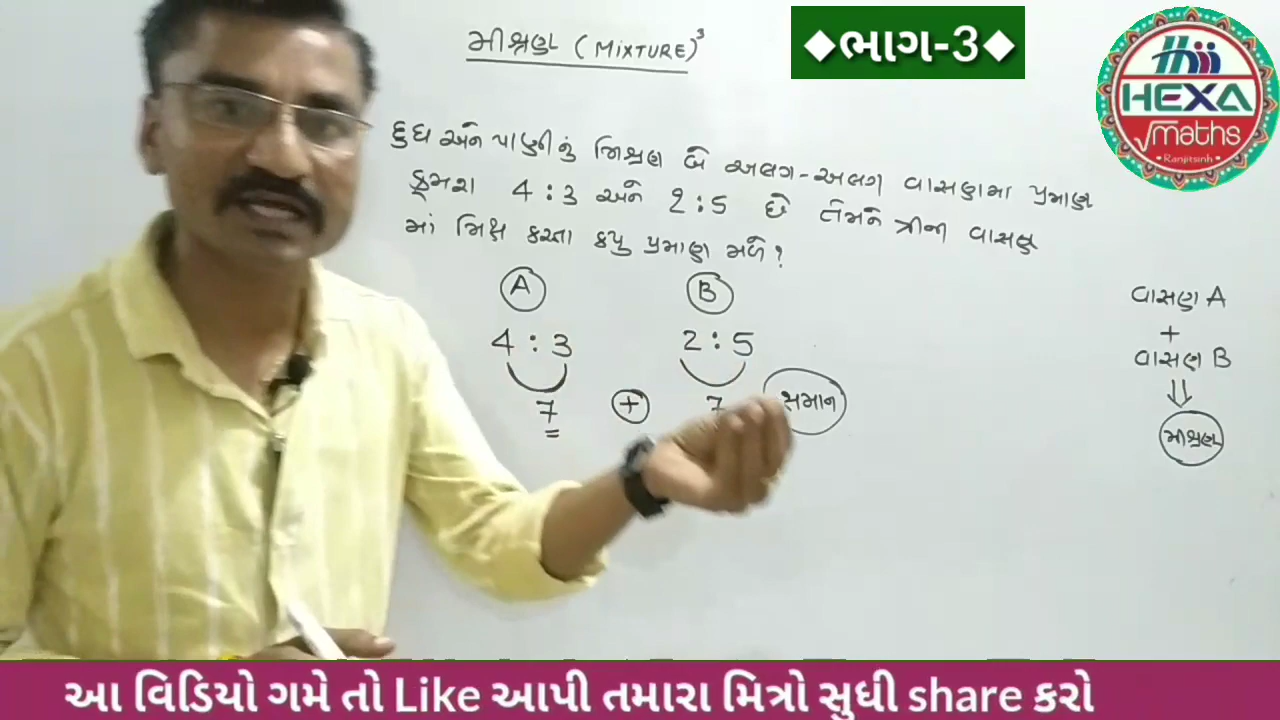 મીશ્રણ (MIXTURE)³
◆ભાગ-3◆
HEXA
√maths
Ranjitsinh
દુધ અને પાણીનું મિશ્રણ બે અલગ-અલગ વાસણમા પ્રમાણ
ક્રમશ 4:3 અને 2:5 છે તેમને ત્રીજા વાસણ
માં મિક્ષ કરતા કયુ પ્રમાણ મળે?
A B
4:3 2:5
7 + 7 સમાન
વાસણ A
+
વાસણ B
⇓
મીશ્રણ
આ વિડિયો ગમે તો Like આપી તમારા મિત્રો સુધી share કરો